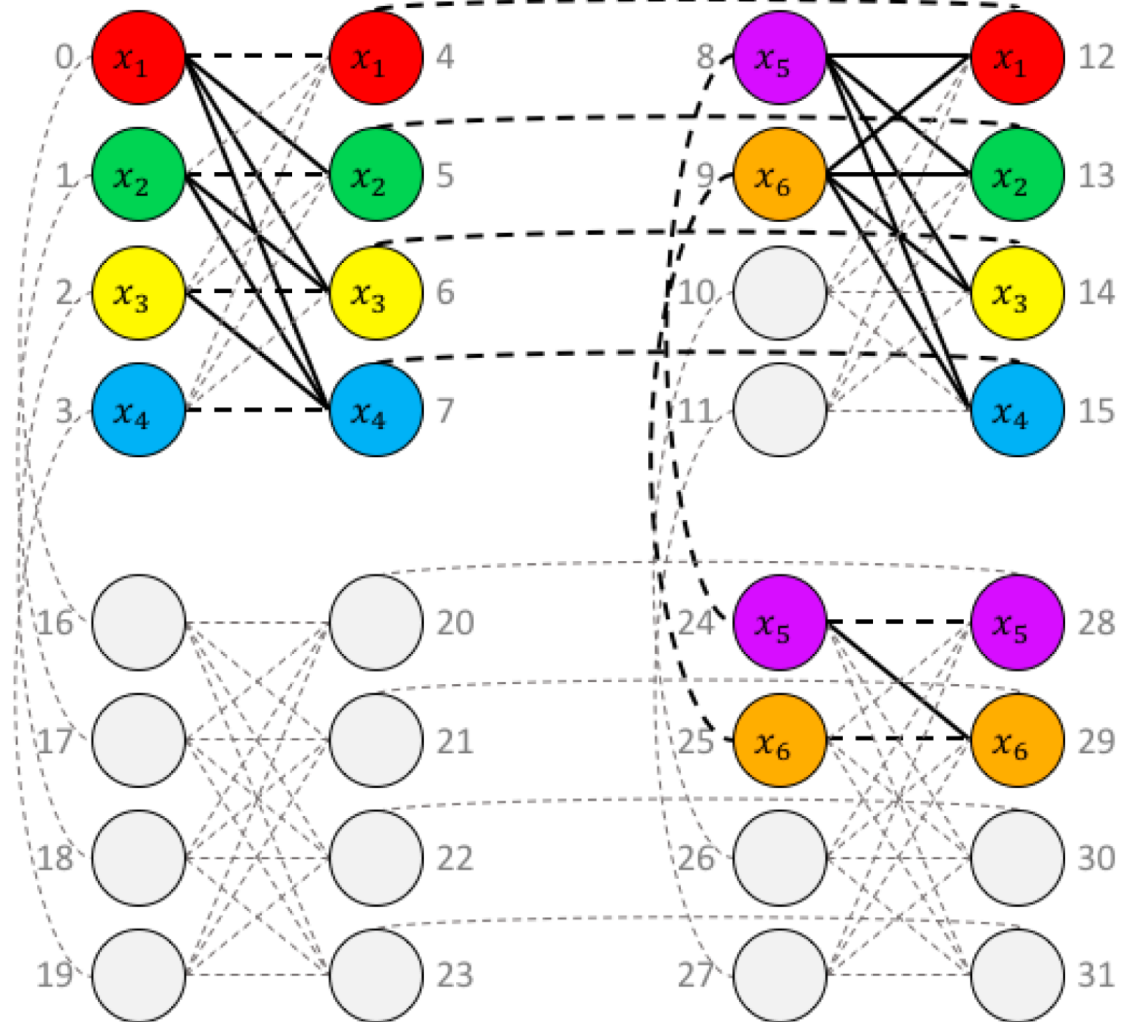 0 x₁ x₁ 4 8 x₅ x₁ 12
1 x₂ x₂ 5 9 x₆ x₂ 13
2 x₃ x₃ 6 10 x₃ 14
3 x₄ x₄ 7 11 x₄ 15
16 20 24 x₅ x₅ 28
17 21 25 x₆ x₆ 29
18 22 26 30
19 23 27 31